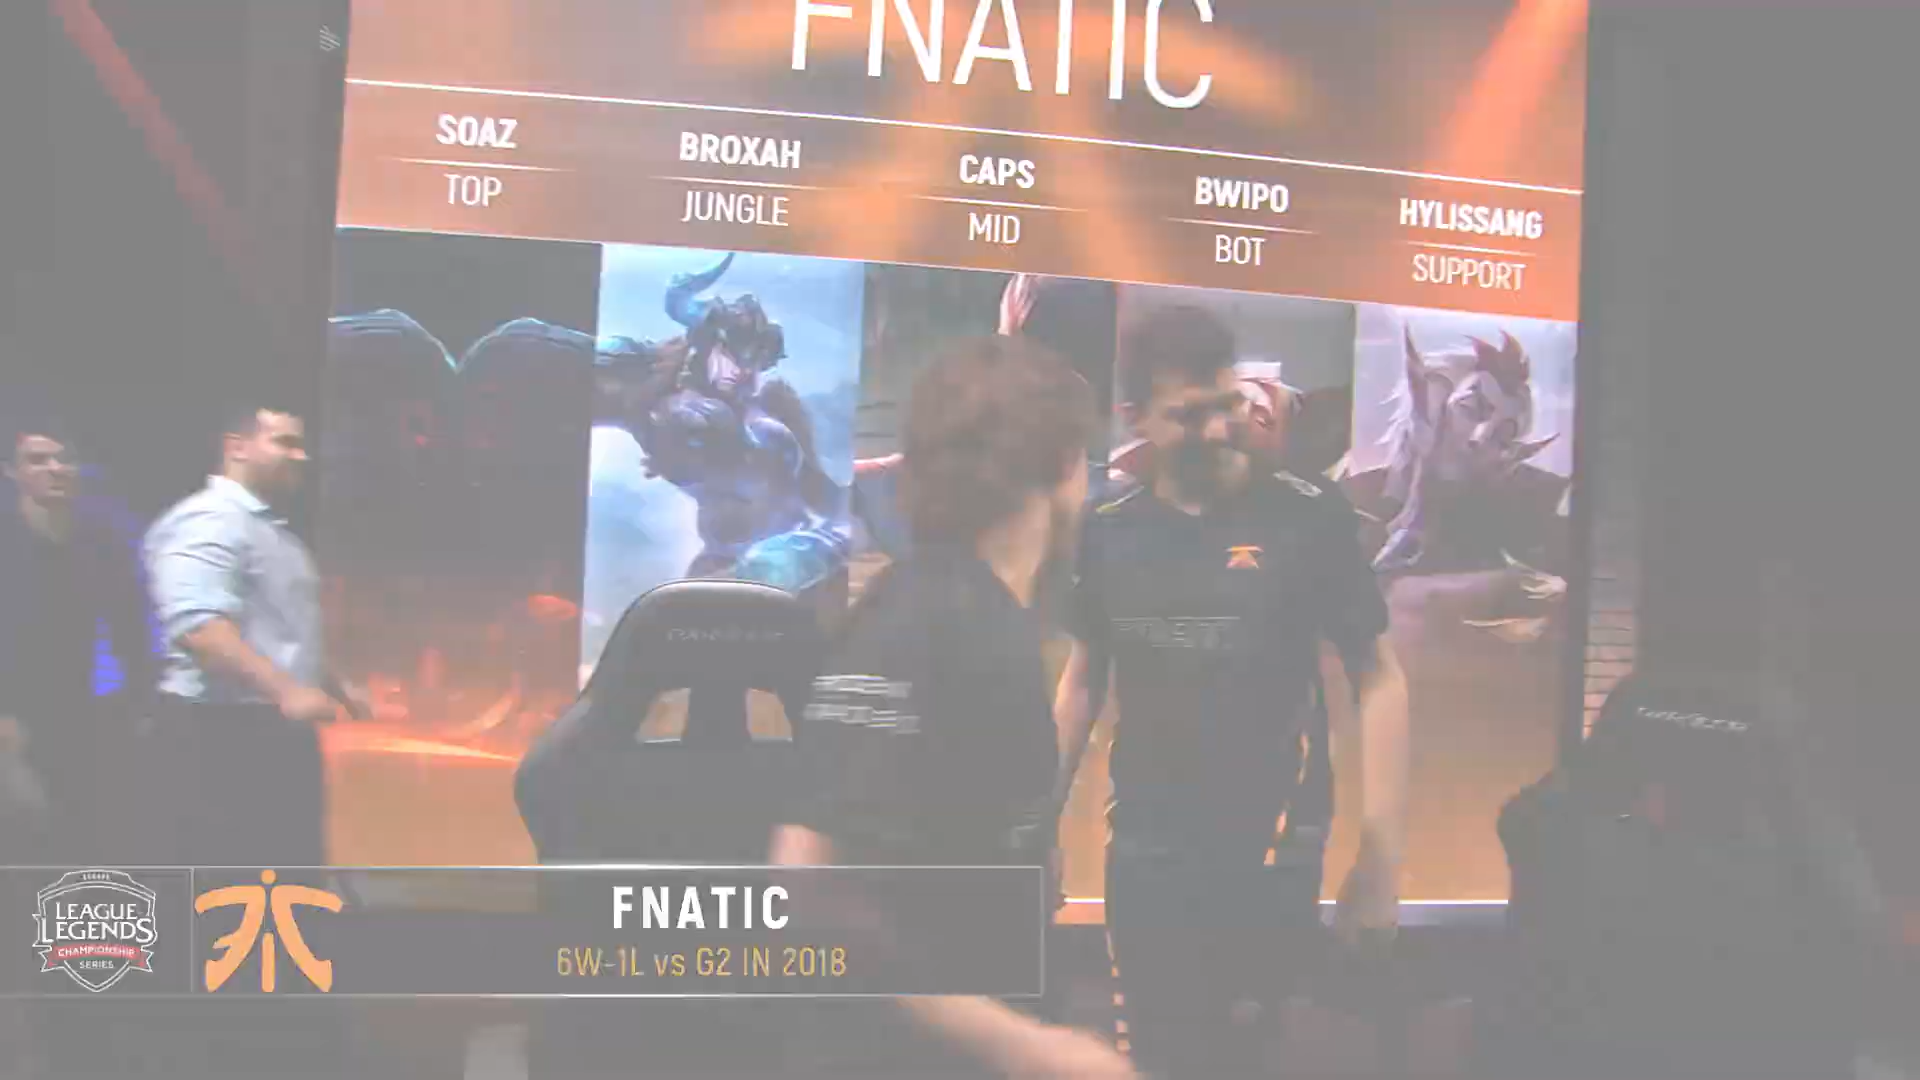 FNATIC
SOAZ
TOP
BROXAH
JUNGLE
CAPS
MID
BWIPO
BOT
HYLISSANG
SUPPORT
EUROPE
LEAGUE
LEGENDS
CHAMPIONSHIP
SERIES
FNATIC
6W-1L vs G2 IN 2018